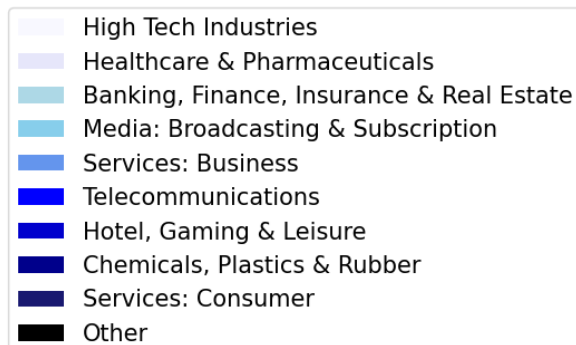 High Tech Industries
Healthcare & Pharmaceuticals
Banking, Finance, Insurance & Real Estate
Media: Broadcasting & Subscription
Services: Business
Telecommunications
Hotel, Gaming & Leisure
Chemicals, Plastics & Rubber
Services: Consumer
Other